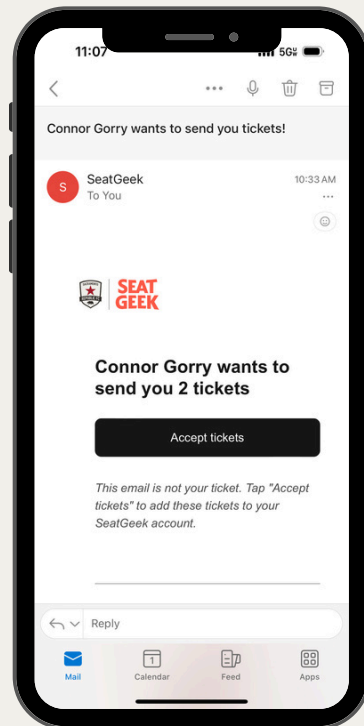 11:07
5G
Connor Gorry wants to send you tickets!
S
SeatGeek
10:33 AM
To You
SEAT
GEEK
Connor Gorry wants to
send you 2 tickets
Accept tickets
This email is not your ticket. Tap "Accept
tickets" to add these tickets to your
SeatGeek account.
Reply
1
Mail
Calendar
Feed
Apps